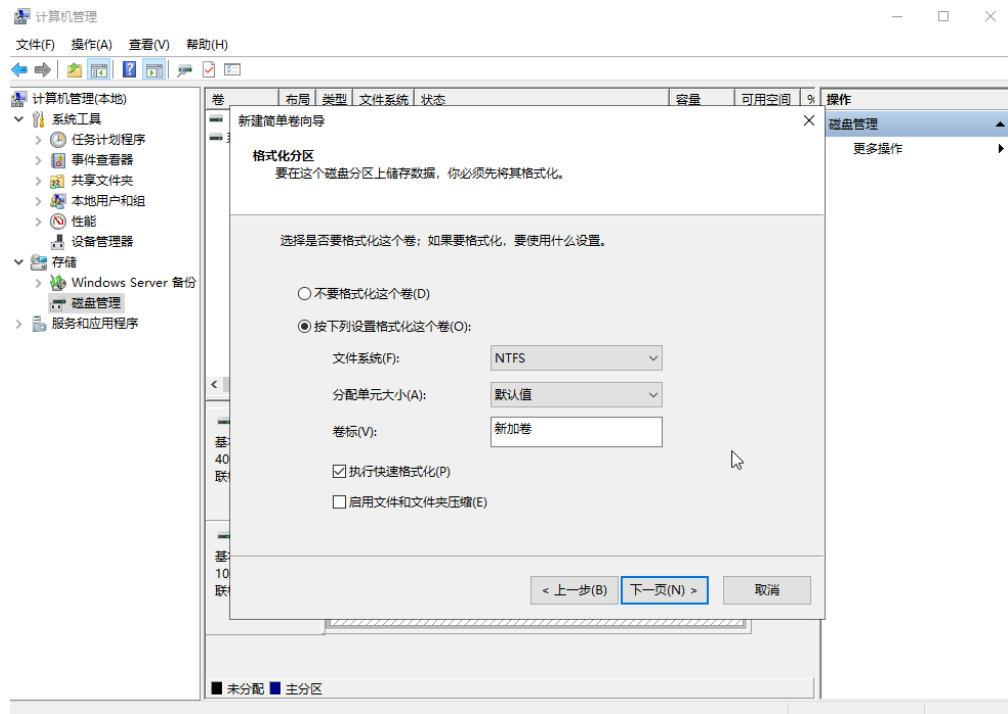 计算机管理
文件(F) 操作(A) 查看(V) 帮助(H)
计算机管理(本地)
系统工具
任务计划程序
事件查看器
共享文件夹
本地用户和组
性能
设备管理器
存储
Windows Server 备份
磁盘管理
服务和应用程序
卷 布局 类型 文件系统 状态 容量 可用空间 %
新建简单卷向导
格式化分区
要在这个磁盘分区上储存数据，你必须先将其格式化。
选择是否要格式化这个卷；如果要格式化，要使用什么设置。
不要格式化这个卷(D)
按下列设置格式化这个卷(O):
文件系统(F): NTFS
分配单元大小(A): 默认值
卷标(V): 新加卷
执行快速格式化(P)
启用文件和文件夹压缩(E)
< 上一步(B) 下一页(N) > 取消
基
40
联
基
10
联
未分配 主分区
操作
磁盘管理
更多操作